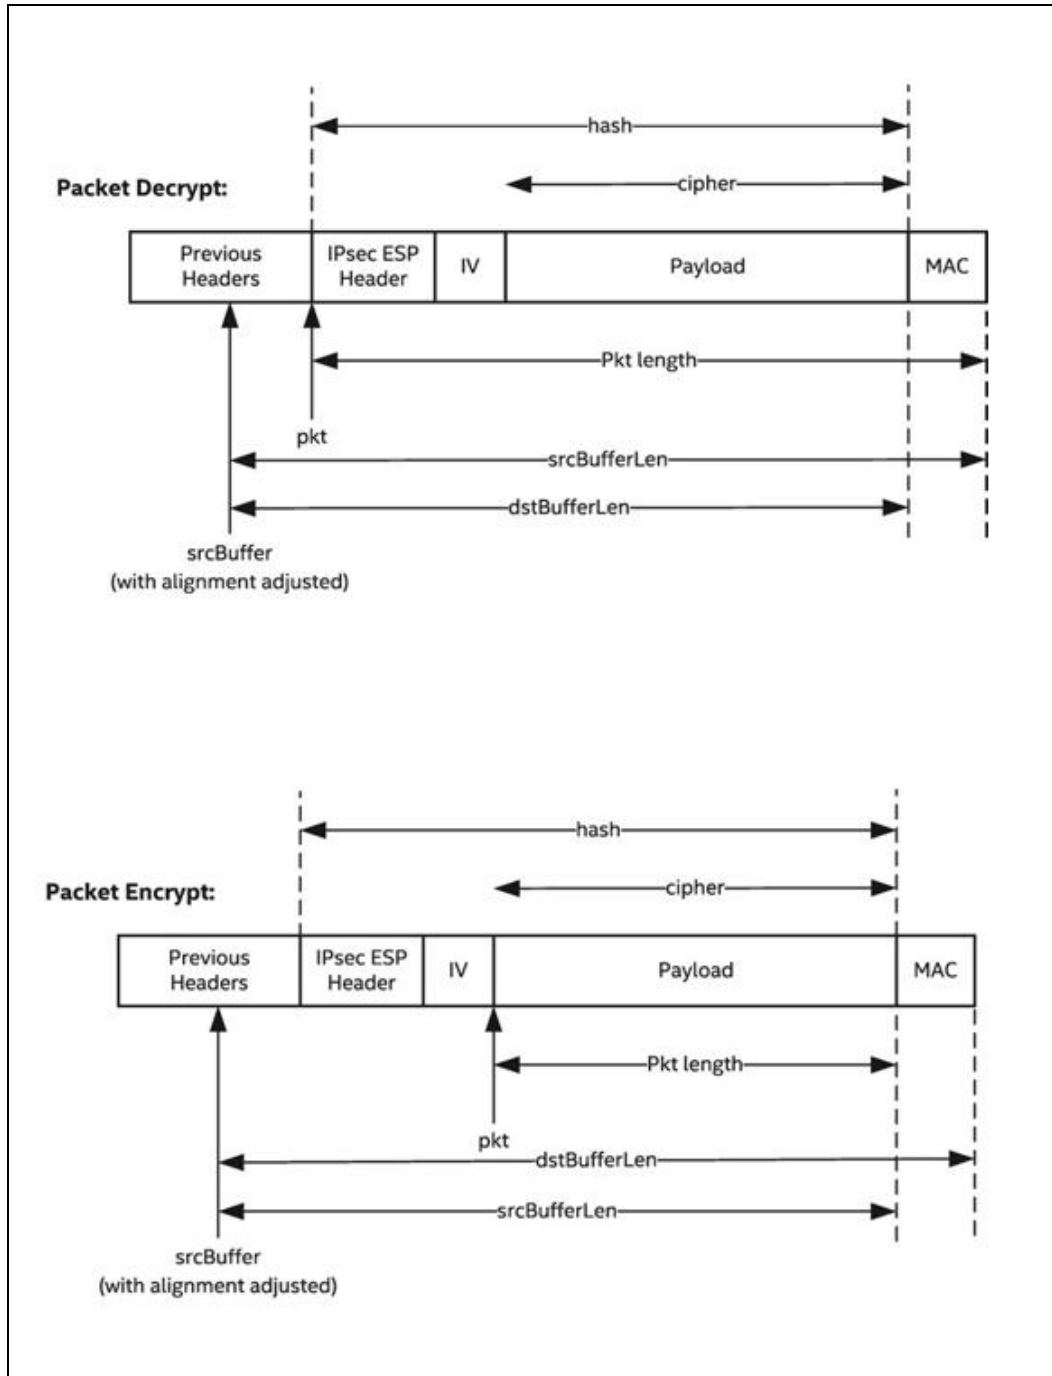 hash
Packet Decrypt:
cipher
Previous
Headers
IPsec ESP
Header
IV
Payload
MAC
Pkt length
pkt
srcBufferLen
dstBufferLen
srcBuffer
(with alignment adjusted)
hash
Packet Encrypt:
cipher
Previous
Headers
IPsec ESP
Header
IV
Payload
MAC
Pkt length
pkt
dstBufferLen
srcBufferLen
srcBuffer
(with alignment adjusted)